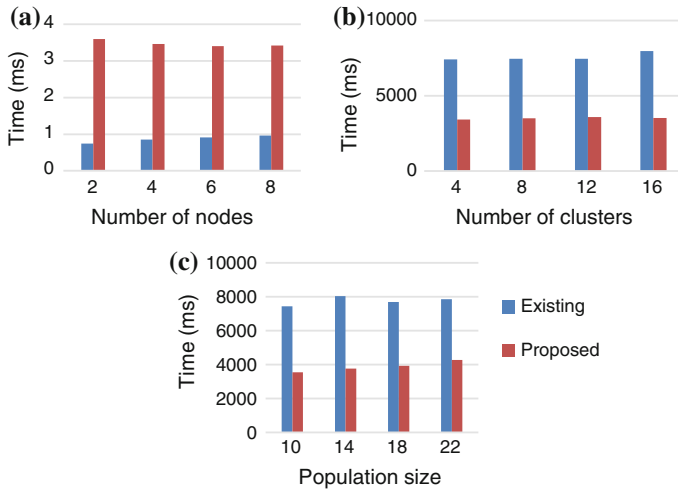 (a)
4
3
2
1
0
Time (ms)
2 4 6 8
Number of nodes
(b)
10000
5000
0
Time (ms)
4 8 12 16
Number of clusters
(c)
10000
8000
6000
4000
2000
0
Time (ms)
10 14 18 22
Population size
Existing
Proposed